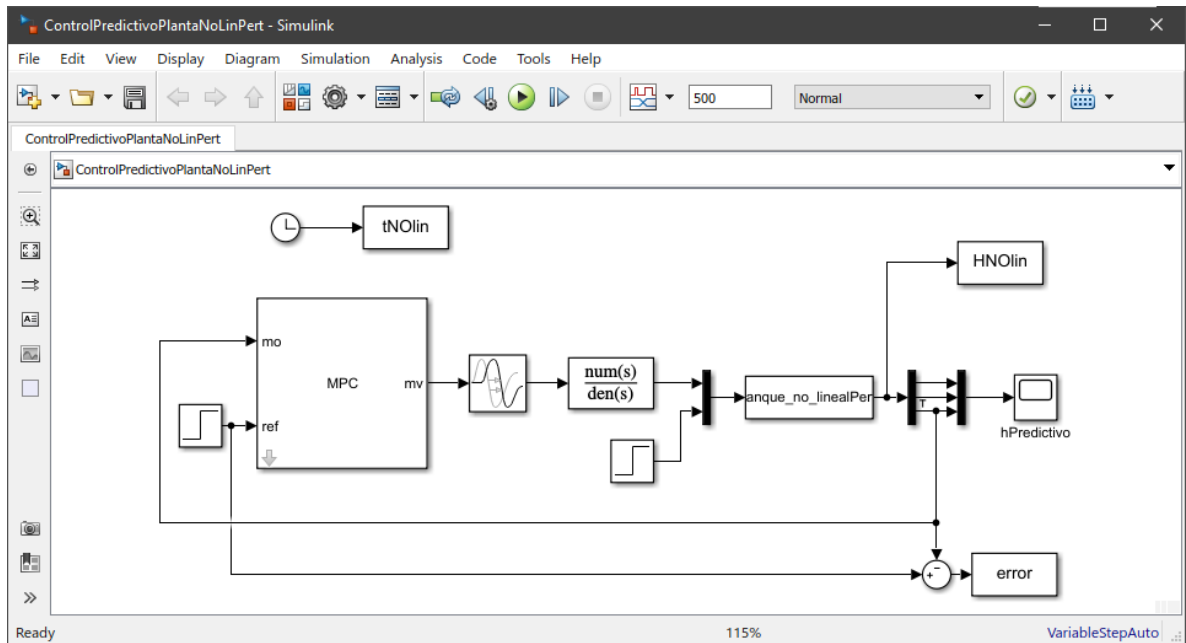 ControlPredictivoPlantaNoLinPert - Simulink
File Edit View Display Diagram Simulation Analysis Code Tools Help
500 Normal
ControlPredictivoPlantaNoLinPert
ControlPredictivoPlantaNoLinPert
tNOlin
HNOlin
mo
MPC
mv
ref
num(s)
den(s)
anque_no_linealPer
T
hPredictivo
error
Ready 115% VariableStepAuto